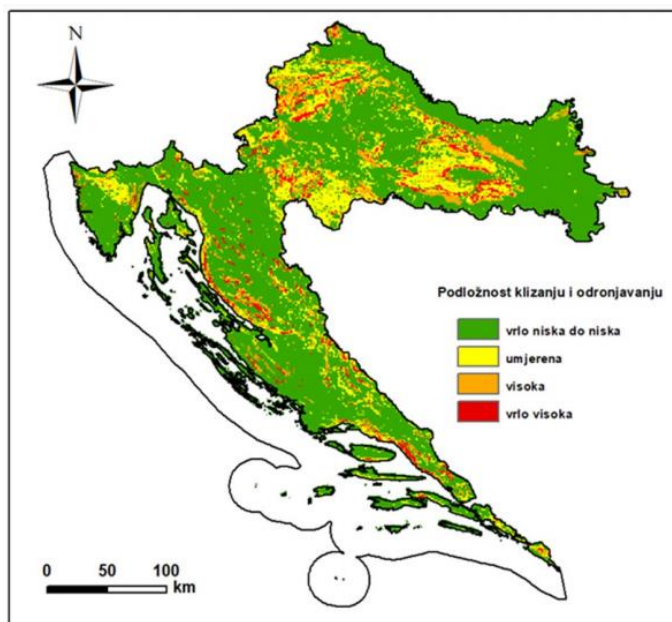 N
Podložnost klizanju i odronjavanju
vrlo niska do niska
umjerena
visoka
vrlo visoka
0 50 100
km